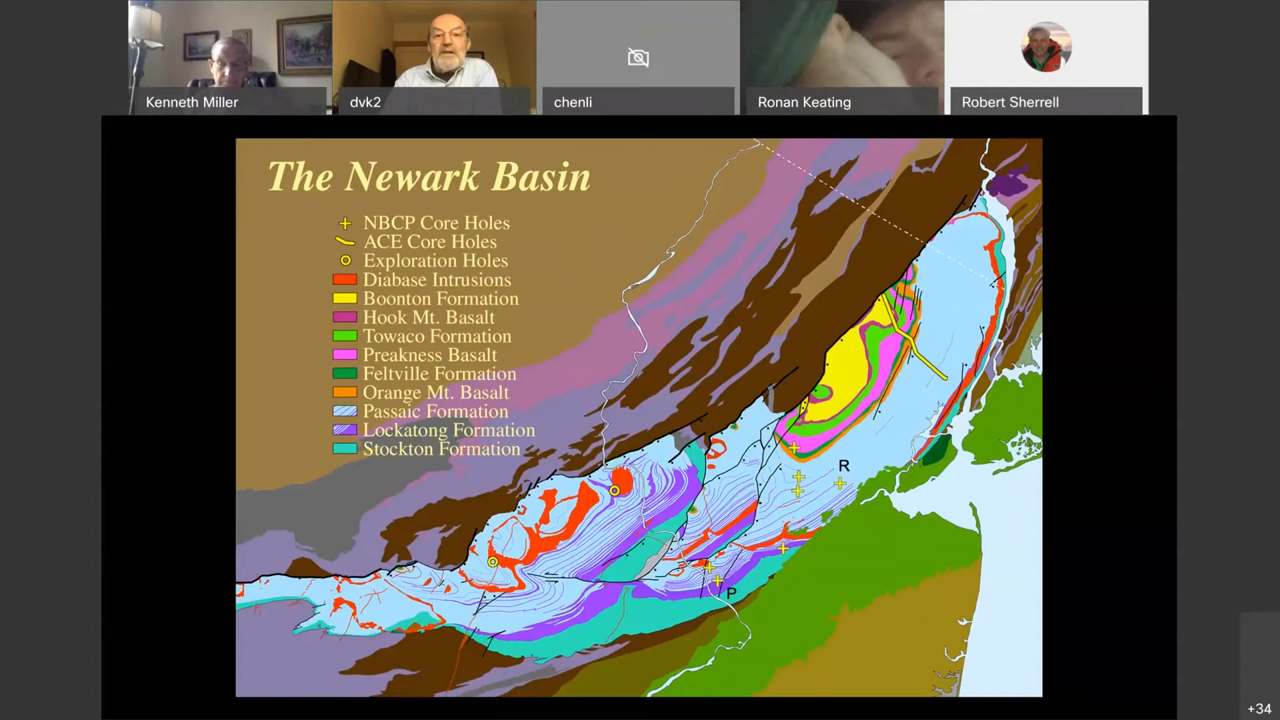 Kenneth Miller
dvk2
chenli
Ronan Keating
Robert Sherrell
The Newark Basin
NBCP Core Holes
ACE Core Holes
Exploration Holes
Diabase Intrusions
Boonton Formation
Hook Mt. Basalt
Towaco Formation
Preakness Basalt
Feltville Formation
Orange Mt. Basalt
Passaic Formation
Lockatong Formation
Stockton Formation
R
P
+34